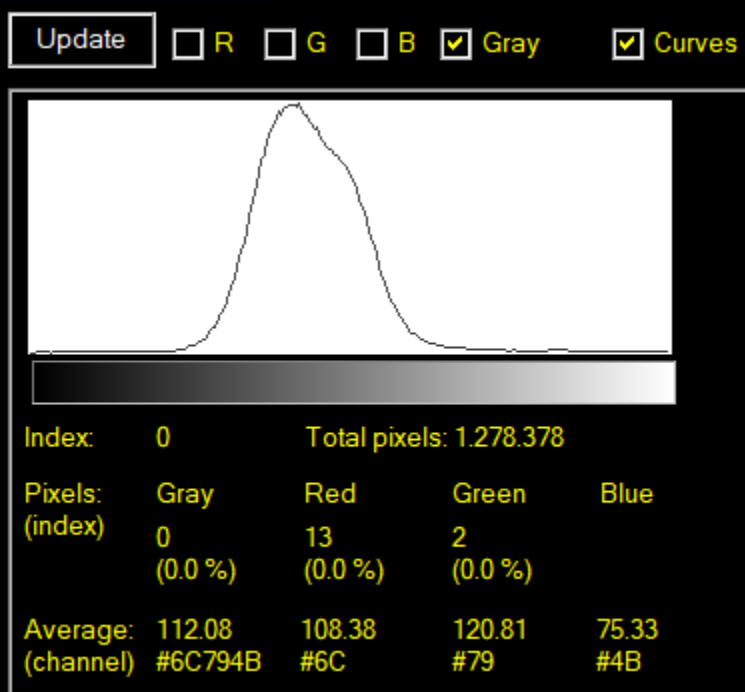 Update R G B Gray Curves
Index: 0 Total pixels: 1.278.378
Pixels: Gray Red Green Blue
(index)
0 13 2
(0.0 %) (0.0 %) (0.0 %)
Average: 112.08 108.38 120.81 75.33
(channel) #6C794B #6C #79 #4B